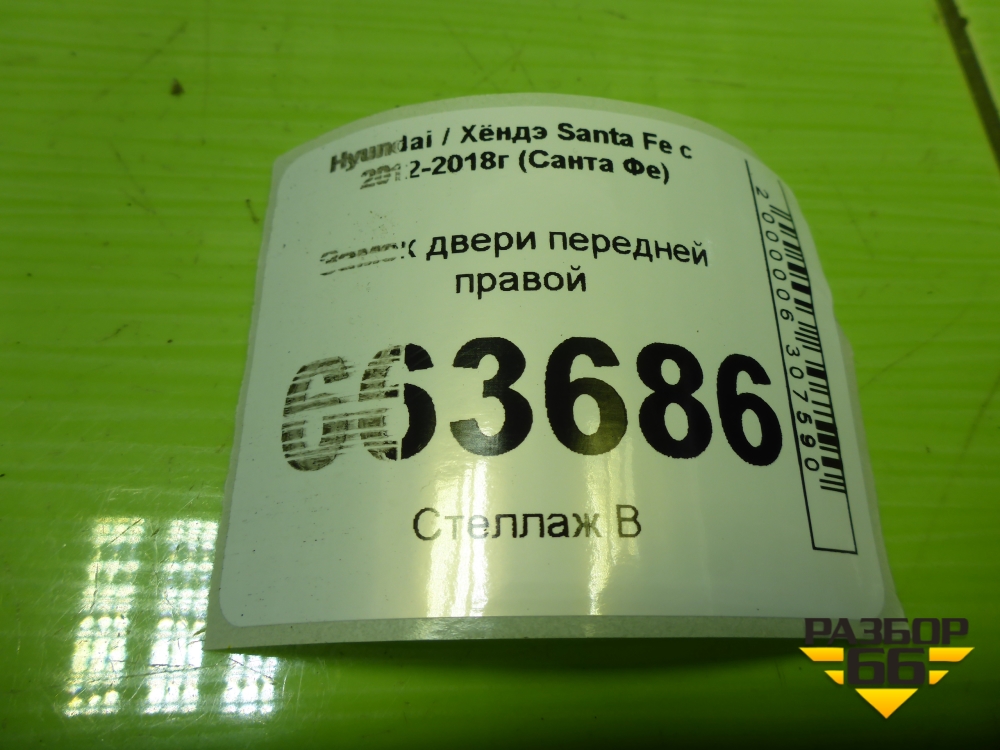 Hyundai / Хёндэ Santa Fe с
2012-2018г (Санта Фе)
Замок двери передней
правой
663686
Стеллаж В
2000006307590
РАЗБОР
66